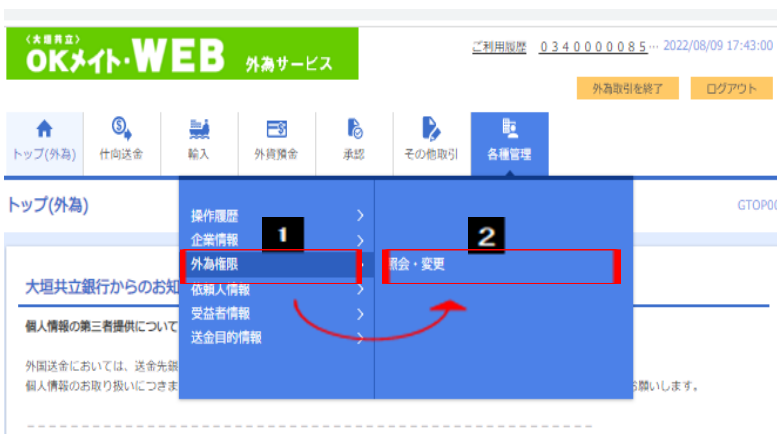 〈大垣共立〉
OKメイト・WEB 外為サービス
ご利用履歴 0340000085… 2022/08/09 17:43:00
外為取引を終了 ログアウト
トップ(外為) 仕向送金 輸入 外貨預金 承認 その他取引 各種管理
トップ(外為) GTOP00
操作履歴
企業情報
1 2
外為権限 照会・変更
依頼人情報
受益者情報
送金目的情報
大垣共立銀行からのお知
個人情報の第三者提供について
外国送金においては、送金先銀
個人情報のお取り扱いにつきま お願いします。